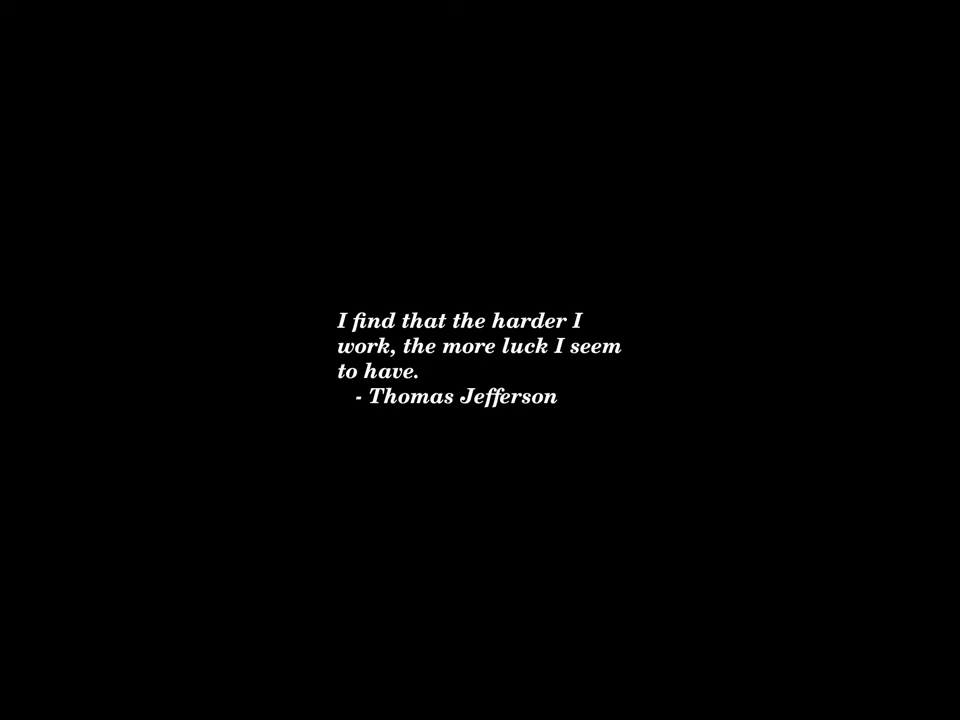 I find that the harder I
work, the more luck I seem
to have.
- Thomas Jefferson